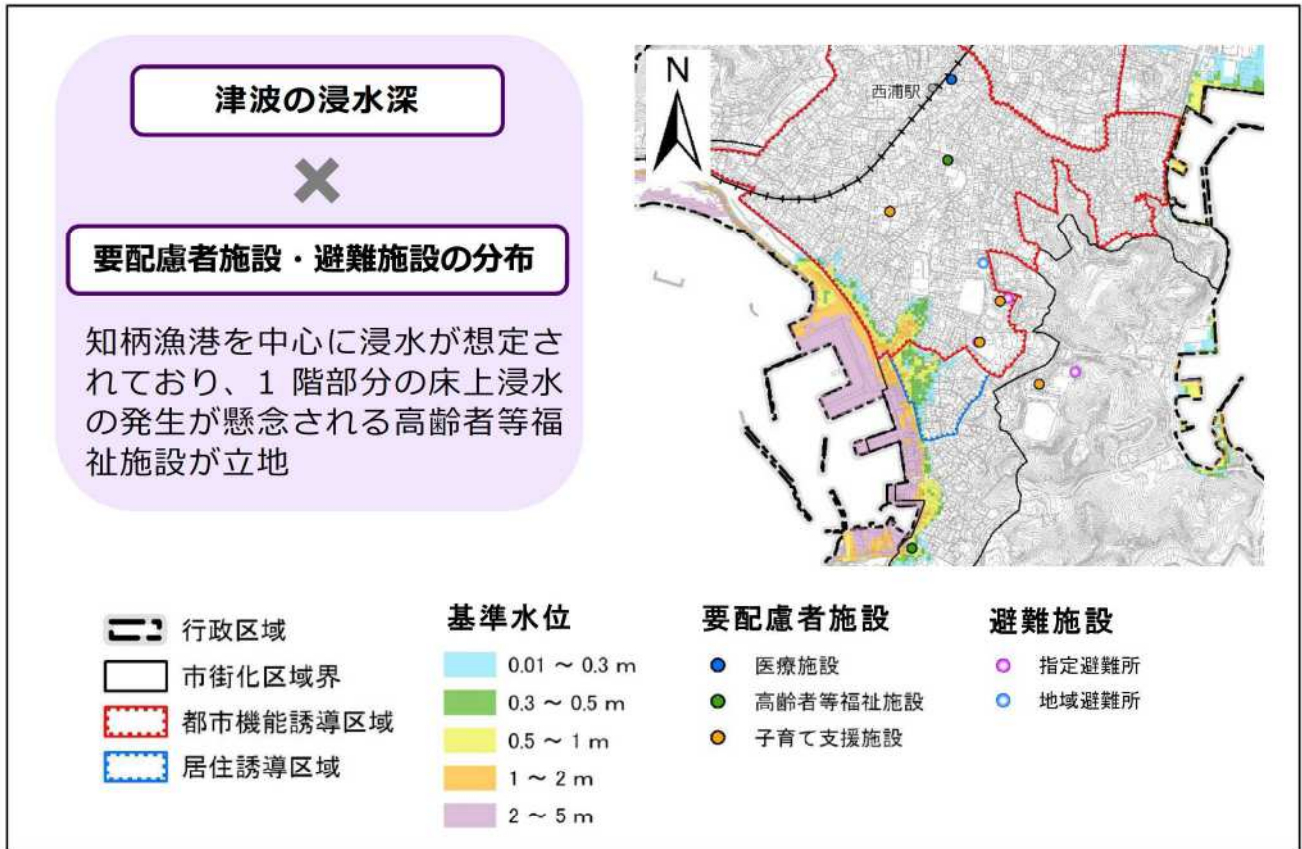 津波の浸水深
×
要配慮者施設・避難施設の分布
知柄漁港を中心に浸水が想定さ
れており、1 階部分の床上浸水
の発生が懸念される高齢者等福
祉施設が立地
N
西浦駅
行政区域
市街化区域界
都市機能誘導区域
居住誘導区域
基準水位
0.01 ～ 0.3 m
0.3 ～ 0.5 m
0.5 ～ 1 m
1 ～ 2 m
2 ～ 5 m
要配慮者施設
医療施設
高齢者等福祉施設
子育て支援施設
避難施設
指定避難所
地域避難所